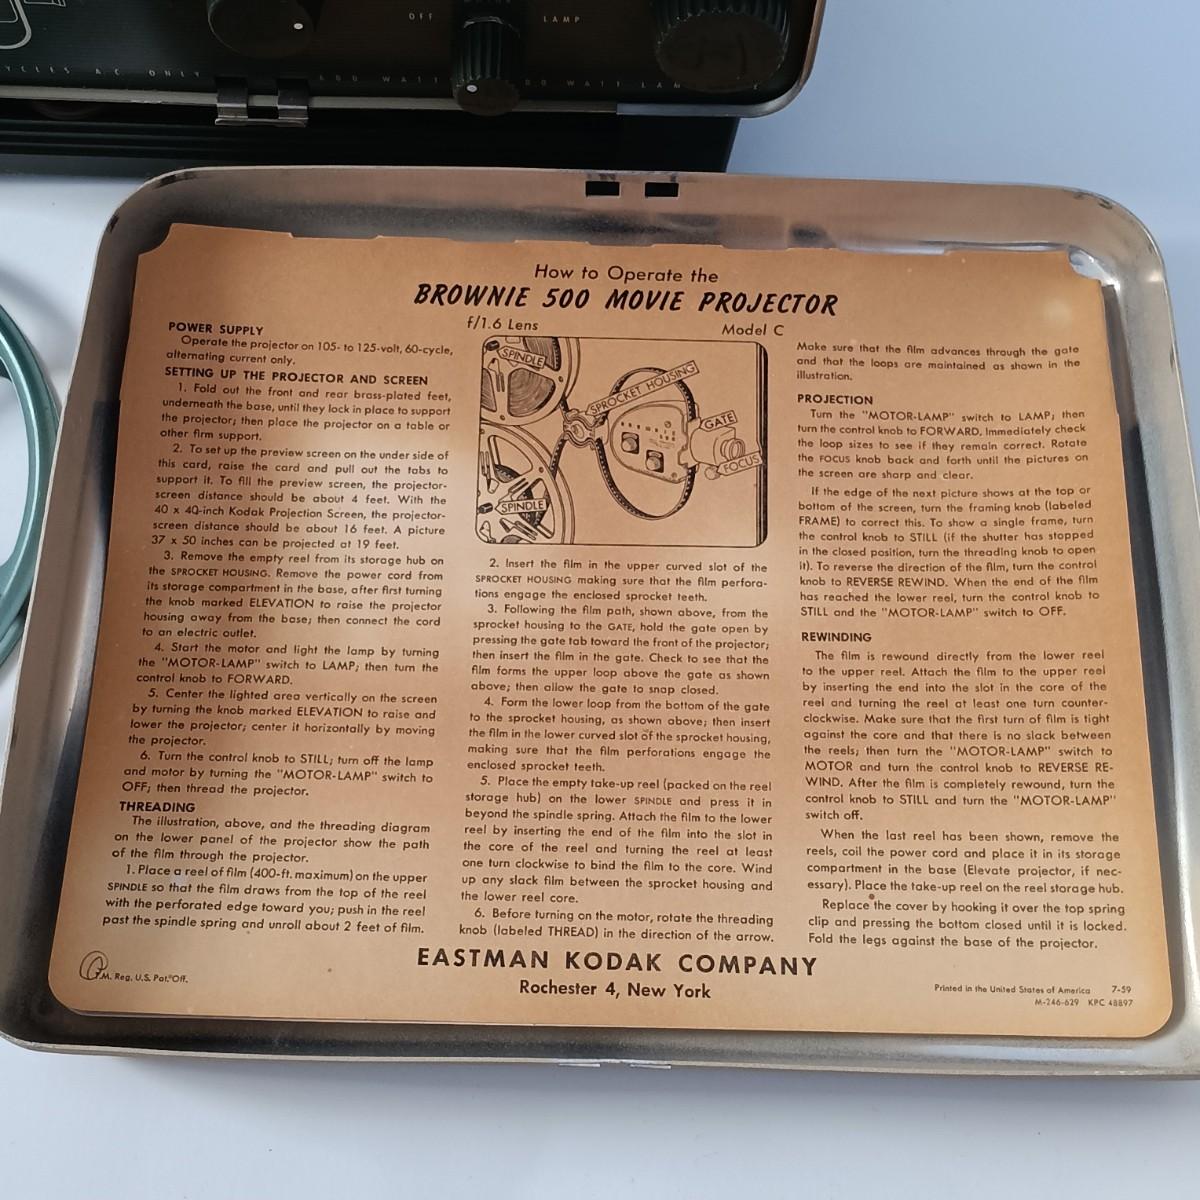 OFF
LAMP
CYCLES A-C ONLY
WATT
WATT LAM
How to Operate the
BROWNIE 500 MOVIE PROJECTOR
f/1.6 Lens
Model C
POWER SUPPLY
Operate the projector on 105- to 125-volt, 60-cycle,
alternating current only.
SETTING UP THE PROJECTOR AND SCREEN
1. Fold out the front and rear brass-plated feet,
underneath the base, until they lock in place to support
the projector; then place the projector on a table or
other firm support.
2. To set up the preview screen on the under side of
this card, raise the card and pull out the tabs to
support it. To fill the preview screen, the projector-
screen distance should be about 4 feet. With the
40 x 40-inch Kodak Projection Screen, the projector-
screen distance should be about 16 feet. A picture
37 x 50 inches can be projected at 19 feet.
3. Remove the empty reel from its storage hub on
the SPROCKET HOUSING. Remove the power cord from
its storage compartment in the base, after first turning
the knob marked ELEVATION to raise the projector
housing away from the base; then connect the cord
to an electric outlet.
4. Start the motor and light the lamp by turning
the "MOTOR-LAMP" switch to LAMP; then turn the
control knob to FORWARD.
5. Center the lighted area vertically on the screen
by turning the knob marked ELEVATION to raise and
lower the projector; center it horizontally by moving
the projector.
6. Turn the control knob to STILL; turn off the lamp
and motor by turning the "MOTOR-LAMP" switch to
OFF; then thread the projector.
THREADING
The illustration, above, and the threading diagram
on the lower panel of the projector show the path
of the film through the projector.
1. Place a reel of film (400-ft. maximum) on the upper
SPINDLE so that the film draws from the top of the reel
with the perforated edge toward you; push in the reel
past the spindle spring and unroll about 2 feet of film.
SPINDLE
SPROCKET HOUSING
GATE
FOCUS
SPINDLE
2. Insert the film in the upper curved slot of the
SPROCKET HOUSING making sure that the film perfora-
tions engage the enclosed sprocket teeth.
3. Following the film path, shown above, from the
sprocket housing to the GATE, hold the gate open by
pressing the gate tab toward the front of the projector;
then insert the film in the gate. Check to see that the
film forms the upper loop above the gate as shown
above; then allow the gate to snap closed.
4. Form the lower loop from the bottom of the gate
to the sprocket housing, as shown above; then insert
the film in the lower curved slot of the sprocket housing,
making sure that the film perforations engage the
enclosed sprocket teeth.
5. Place the empty take-up reel (packed on the reel
storage hub) on the lower SPINDLE and press it in
beyond the spindle spring. Attach the film to the lower
reel by inserting the end of the film into the slot in
the core of the reel and turning the reel at least
one turn clockwise to bind the film to the core. Wind
up any slack film between the sprocket housing and
the lower reel core.
6. Before turning on the motor, rotate the threading
knob (labeled THREAD) in the direction of the arrow.
Make sure that the film advances through the gate
and that the loops are maintained as shown in the
illustration.
PROJECTION
Turn the "MOTOR-LAMP" switch to LAMP; then
turn the control knob to FORWARD. Immediately check
the loop sizes to see if they remain correct. Rotate
the FOCUS knob back and forth until the pictures on
the screen are sharp and clear.
If the edge of the next picture shows at the top or
bottom of the screen, turn the framing knob (labeled
FRAME) to correct this. To show a single frame, turn
the control knob to STILL (if the shutter has stopped
in the closed position, turn the threading knob to open
it). To reverse the direction of the film, turn the control
knob to REVERSE REWIND. When the end of the film
has reached the lower reel, turn the control knob to
STILL and the "MOTOR-LAMP" switch to OFF.
REWINDING
The film is rewound directly from the lower reel
to the upper reel. Attach the film to the upper reel
by inserting the end into the slot in the core of the
reel and turning the reel at least one turn counter-
clockwise. Make sure that the first turn of film is tight
against the core and that there is no slack between
the reels; then turn the "MOTOR-LAMP" switch to
MOTOR and turn the control knob to REVERSE RE-
WIND. After the film is completely rewound, turn the
control knob to STILL and turn the "MOTOR-LAMP"
switch off.
When the last reel has been shown, remove the
reels, coil the power cord and place it in its storage
compartment in the base (Elevate projector, if nec-
essary). Place the take-up reel on the reel storage hub.
Replace the cover by hooking it over the top spring
clip and pressing the bottom closed until it is locked.
Fold the legs against the base of the projector.
T.M. Reg. U.S. Pat. Off.
EASTMAN KODAK COMPANY
Rochester 4, New York
Printed in the United States of America 7-59
M-246-629 KPC 48897